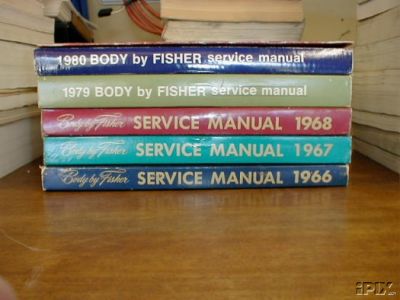 1980 BODY by FISHER service manual
1979 BODY by FISHER service manual
Body by Fisher SERVICE MANUAL 1968
Body by Fisher SERVICE MANUAL 1967
Body by Fisher SERVICE MANUAL 1966
iPIX